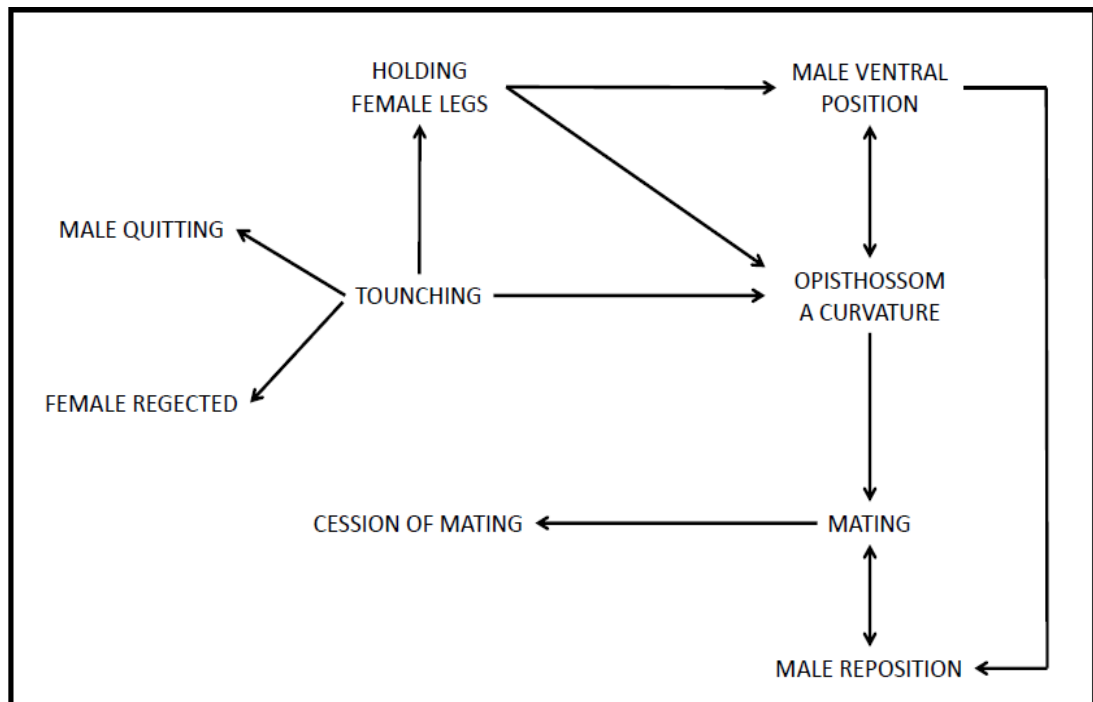 HOLDING
FEMALE LEGS
MALE VENTRAL
POSITION
MALE QUITTING
TOUNCHING
OPISTHOSSOM
A CURVATURE
FEMALE REGECTED
CESSION OF MATING
MATING
MALE REPOSITION